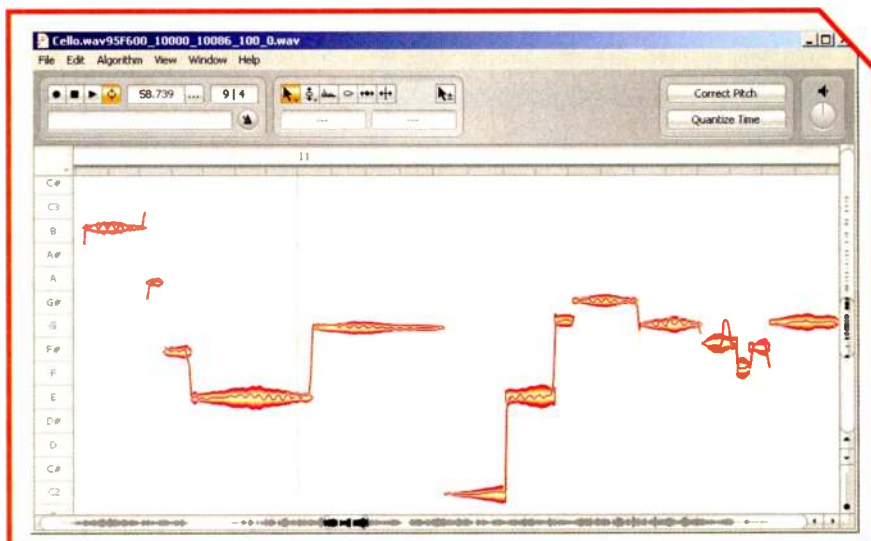 Cello.wav95F600_10000_10086_100_0.wav
File Edit Algorithm View Window Help
58.739 ... 9|4
Correct Pitch
Quantize Time
--- ---
11
C#
C3
B
A#
A
G#
G
F#
F
E
D#
D
C#
C2